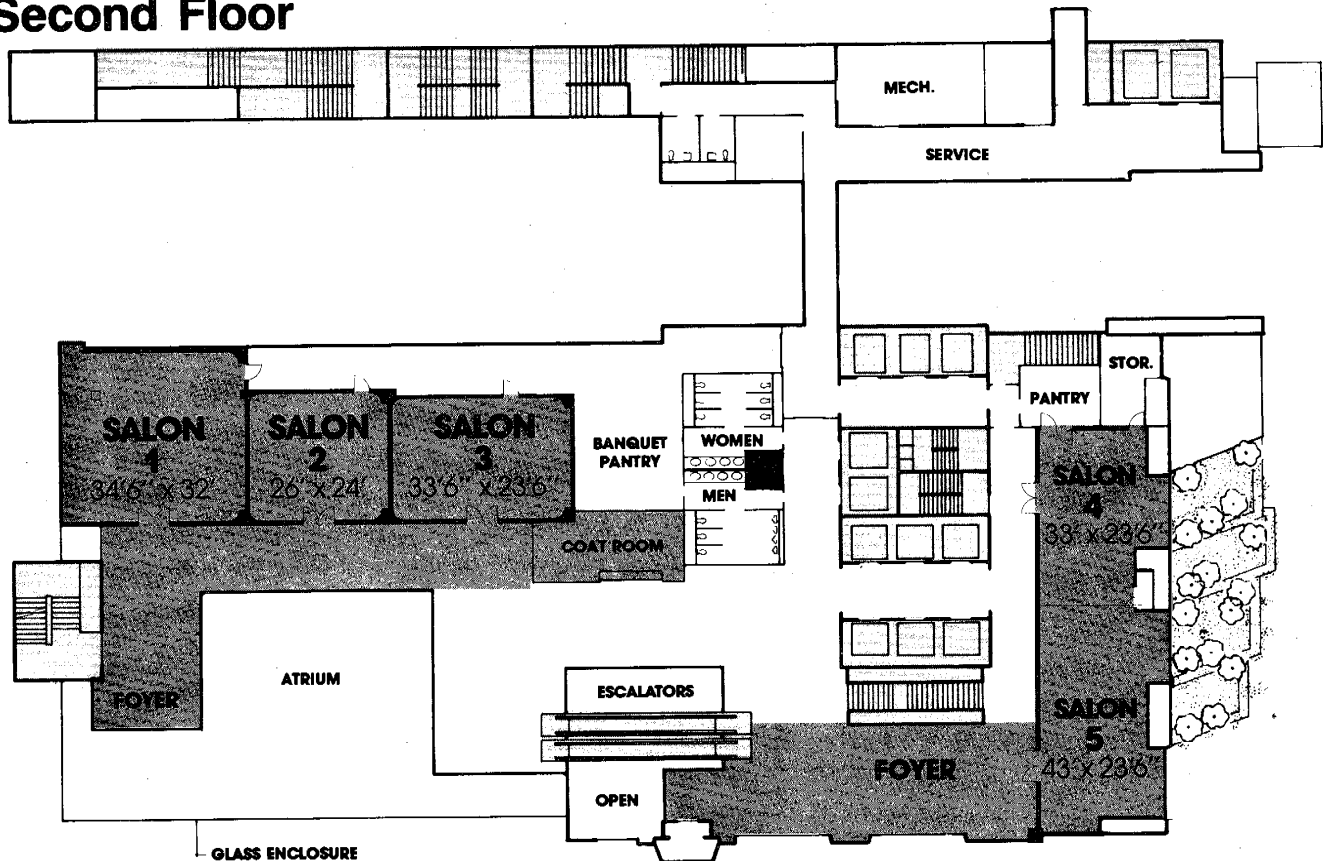 Second Floor
MECH.
SERVICE
STOR.
PANTRY
SALON
1
34'6" x 32'
SALON
2
26" x 24'
SALON
3
33'6" x 23'6"
BANQUET
PANTRY
WOMEN
MEN
COAT ROOM
SALON
4
33' x 23'6"
FOYER
ATRIUM
ESCALATORS
OPEN
FOYER
SALON
5
43' x 23'6"
GLASS ENCLOSURE